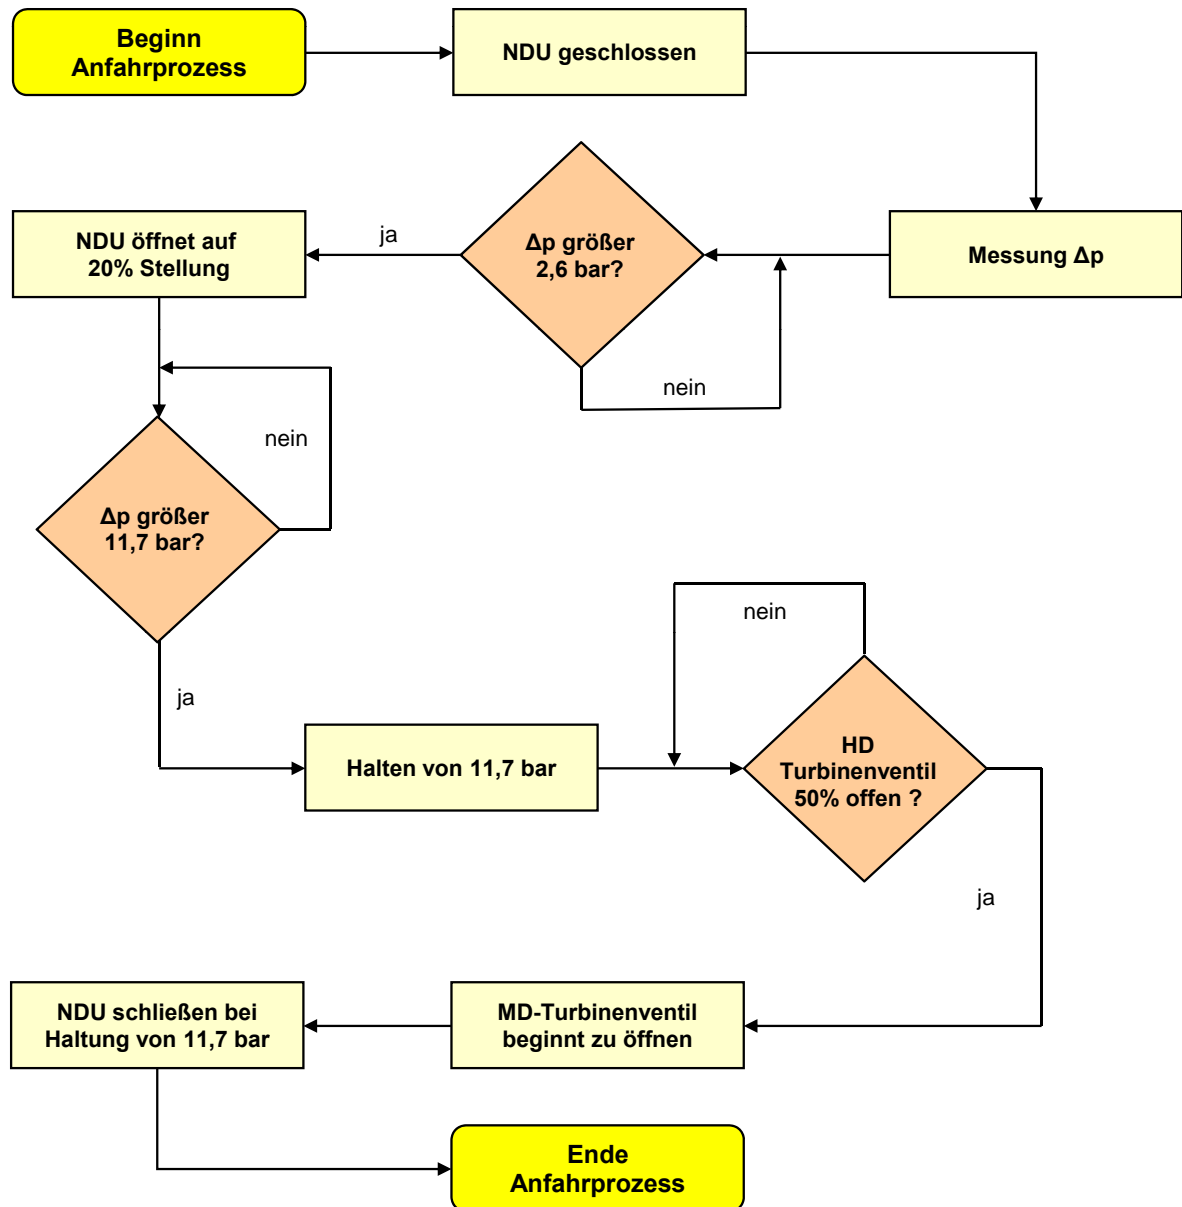 Beginn
Anfahrprozess
NDU geschlossen
NDU öffnet auf
20% Stellung
ja
Δp größer
2,6 bar?
Messung Δp
nein
nein
Δp größer
11,7 bar?
ja
nein
Halten von 11,7 bar
HD
Turbinenventil
50% offen ?
ja
NDU schließen bei
Haltung von 11,7 bar
MD-Turbinenventil
beginnt zu öffnen
Ende
Anfahrprozess